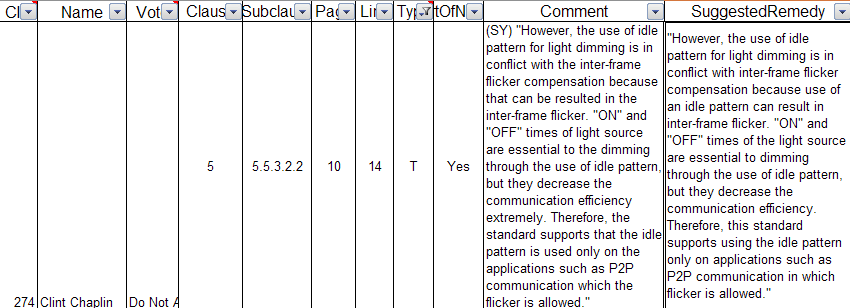 Cl Name Vot Claus Subclau Pag Lin Typ rtOfN Comment SuggestedRemedy
(SY) "However, the use of idle
pattern for light dimming is in
conflict with the inter-frame
flicker compensation because
that can be resulted in the
inter-frame flicker. "ON" and
"OFF" times of light source
are essential to the dimming
through the use of idle pattern,
but they decrease the
communication efficiency
extremely. Therefore, the
standard supports that the idle
pattern is used only on the
applications such as P2P
communication which the
flicker is allowed."
"However, the use of idle
pattern for light dimming is in
conflict with inter-frame flicker
compensation because use of
an idle pattern can result in
inter-frame flicker. "ON" and
"OFF" times of the light source
are essential to dimming
through the use of idle pattern,
but they decrease the
communication efficiency.
Therefore, this standard
supports using the idle pattern
only on applications such as
P2P communication in which
flicker is allowed."
5 5.5.3.2.2 10 14 T Yes
274 Clint Chaplin Do Not A